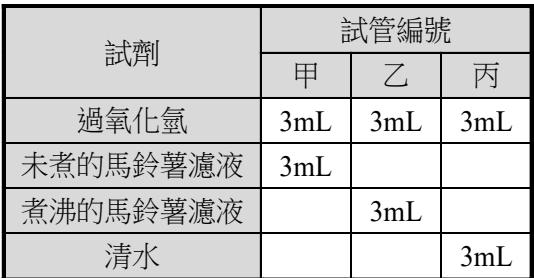 試劑 試管編號
甲 乙 丙
過氧化氫 3mL 3mL 3mL
未煮的馬鈴薯濾液 3mL
煮沸的馬鈴薯濾液 3mL
清水 3mL